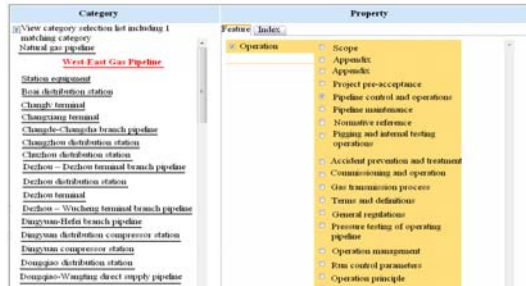 Category
View category selection list including 1
matching category
Natural gas pipeline
West-East Gas Pipeline
Station equipment
Boai distribution station
Changly terminal
Changxiang terminal
Changde-Changsha branch pipeline
Changzhou distribution station
Chuzhou distribution station
Dezhou – Dezhou terminal branch pipeline
Dezhou distribution station
Dezhou terminal
Dezhou – Wucheng terminal branch pipeline
Dingyuan-Hefei branch pipeline
Dingyuan distribution compressor station
Dingyuan compressor station
Dongqiao distribution station
Dongqiao-Wangting direct supply pipeline
Property
Feature Index
Operation
Scope
Appendix
Appendix
Project pre-acceptance
Pipeline control and operations
Pipeline maintenance
Normative reference
Pigging and internal testing
operations
Accident prevention and treatment
Commissioning and operation
Gas transmission process
Terms and definitions
General regulations
Pressure testing of operating
pipeline
Operation management
Run control parameters
Operation principle